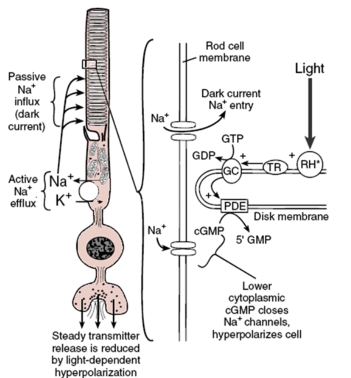 Passive
Na+
influx
(dark
current)
Active
Na+
efflux
Na+
K+
Steady transmitter
release is reduced
by light-dependent
hyperpolarization
Rod cell
membrane
Light
Dark current
Na+ entry
Na+
GTP
GDP
+
GC
+
TR
+
RH*
PDE
Disk membrane
Na+
cGMP
5' GMP
Lower
cytoplasmic
cGMP closes
Na+ channels,
hyperpolarizes cell